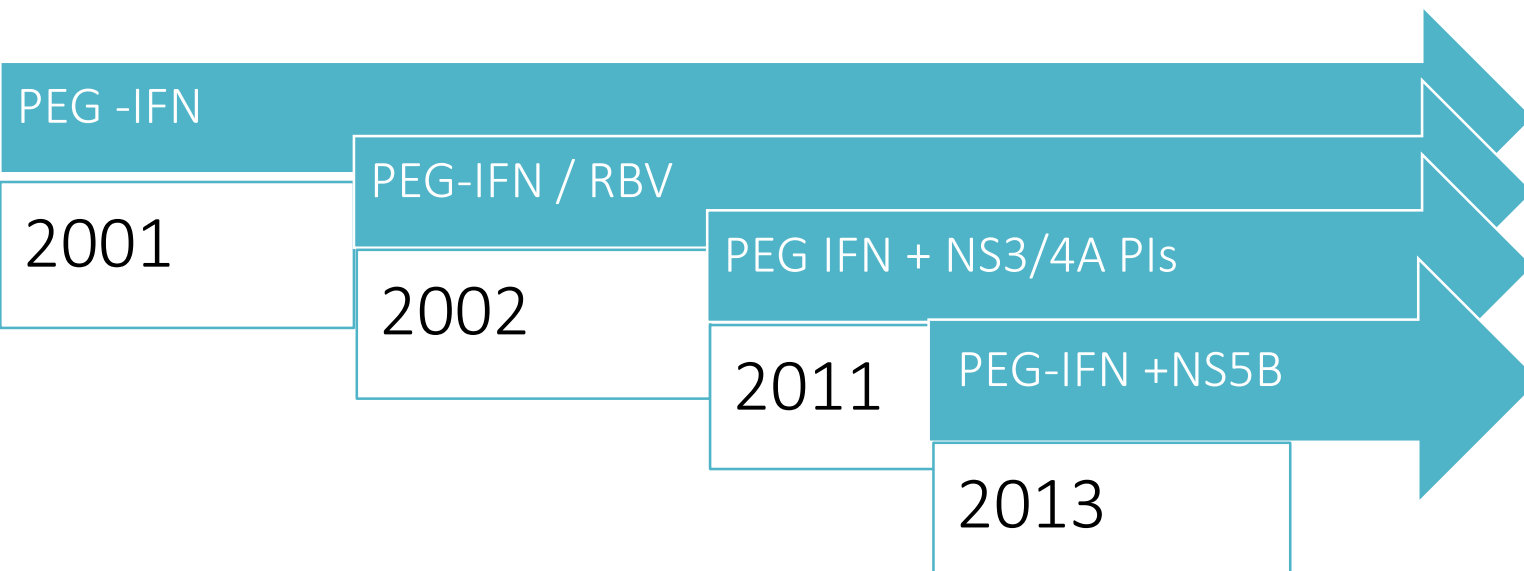 PEG -IFN
2001
PEG-IFN / RBV
2002
PEG IFN + NS3/4A PIs
2011
PEG-IFN +NS5B
2013